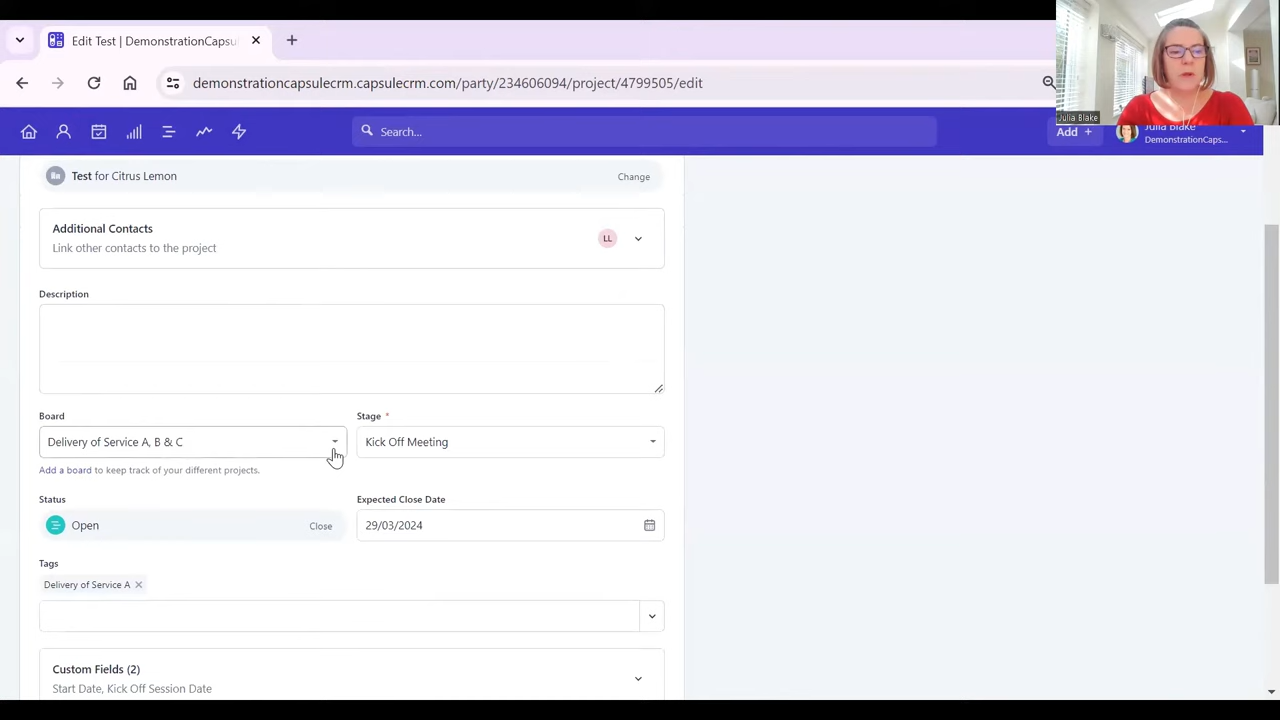 Edit Test | DemonstrationCapsu
demonstrationcapsulecrm.capsulecrm.com/party/234606094/project/4799505/edit
Julia Blake
Search...
Add +
Julia Blake
DemonstrationCaps...
Test for Citrus Lemon
Change
Additional Contacts
Link other contacts to the project
LL
Description
Board
Stage *
Delivery of Service A, B & C
Kick Off Meeting
Add a board to keep track of your different projects.
Status
Expected Close Date
Open
Close
29/03/2024
Tags
Delivery of Service A
Custom Fields (2)
Start Date, Kick Off Session Date